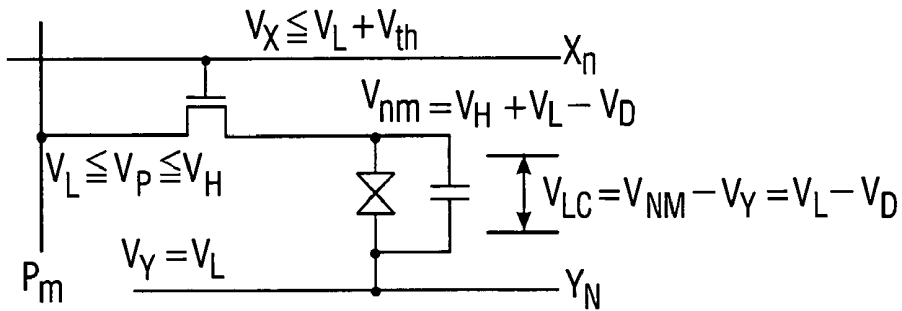 V_X ≦ V_L + V_th
X_n
V_nm = V_H + V_L − V_D
V_L ≦ V_P ≦ V_H
V_LC = V_NM − V_Y = V_L − V_D
V_Y = V_L
P_m
Y_N